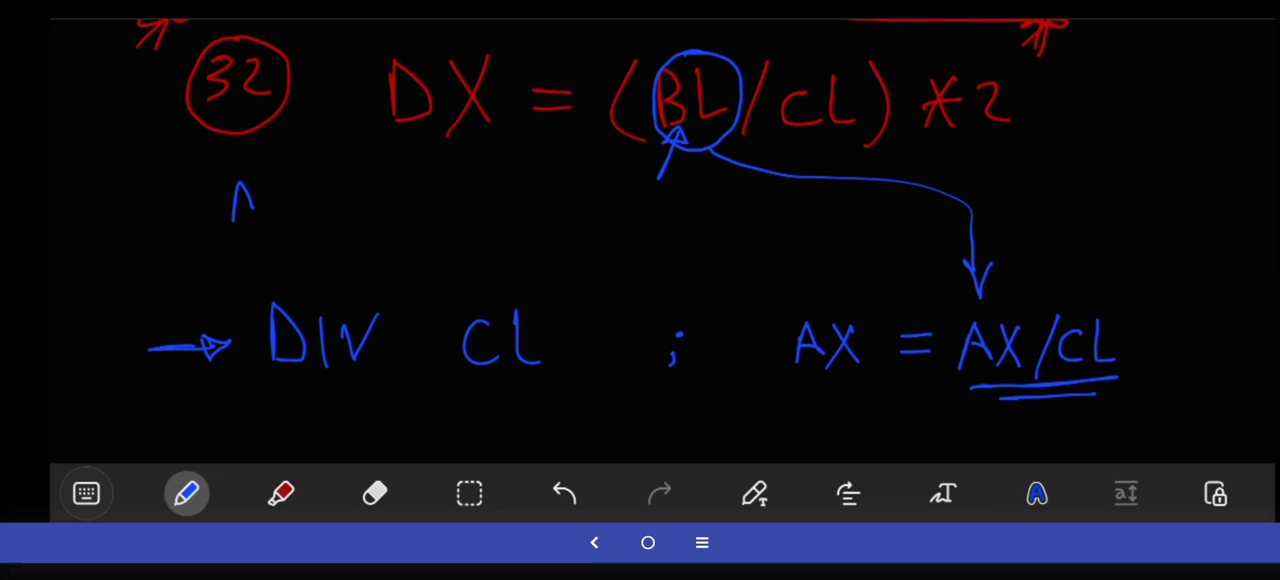 32 DX = (BL/CL) * 2
DIV CL ; AX = AX/CL